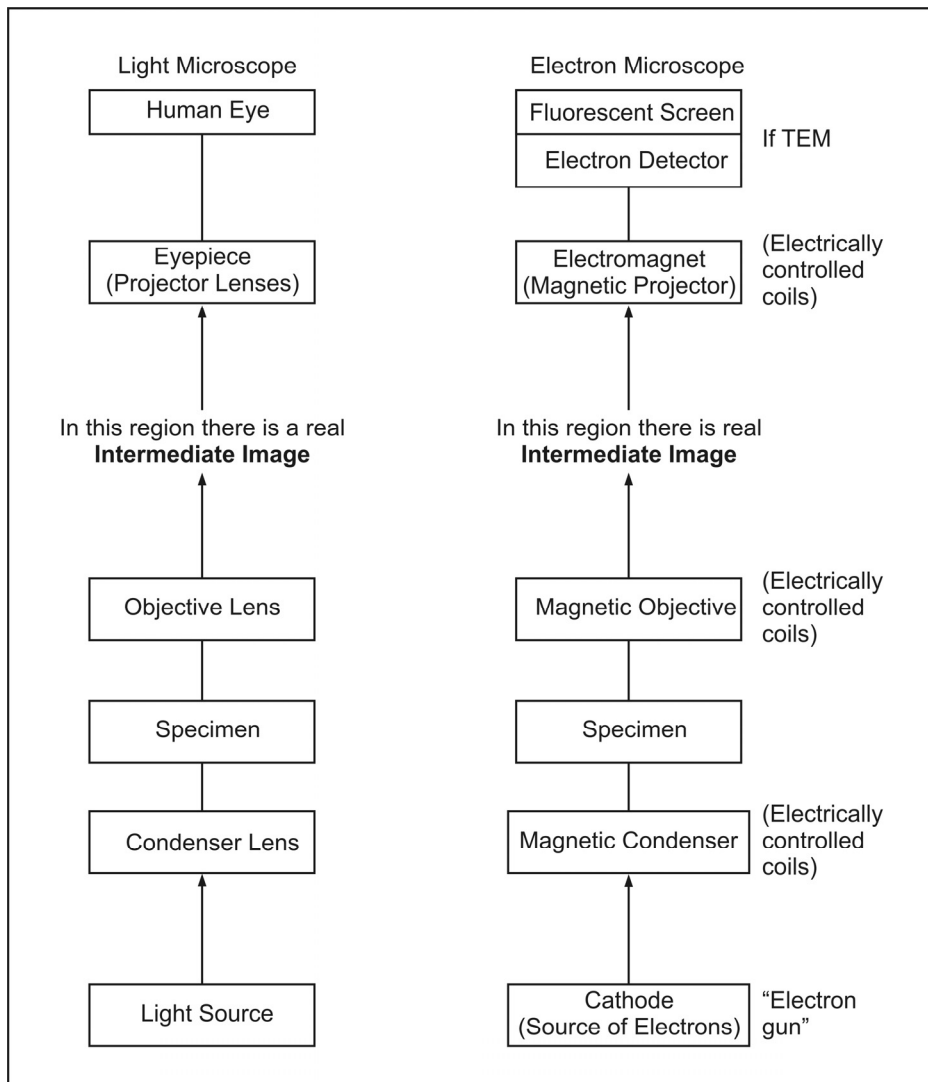 Light Microscope
Human Eye
Eyepiece
(Projector Lenses)
In this region there is a real
Intermediate Image
Objective Lens
Specimen
Condenser Lens
Light Source
Electron Microscope
Fluorescent Screen
Electron Detector
If TEM
Electromagnet
(Magnetic Projector)
(Electrically
controlled
coils)
In this region there is real
Intermediate Image
Magnetic Objective
(Electrically
controlled
coils)
Specimen
Magnetic Condenser
(Electrically
controlled
coils)
Cathode
(Source of Electrons)
“Electron
gun”